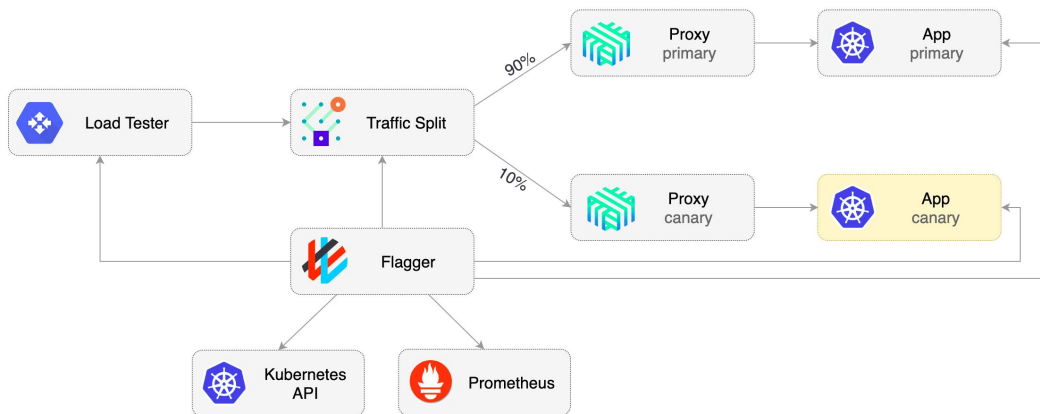 Proxy
primary
App
primary
90%
Load Tester
Traffic Split
10%
Proxy
canary
App
canary
Flagger
Kubernetes
API
Prometheus